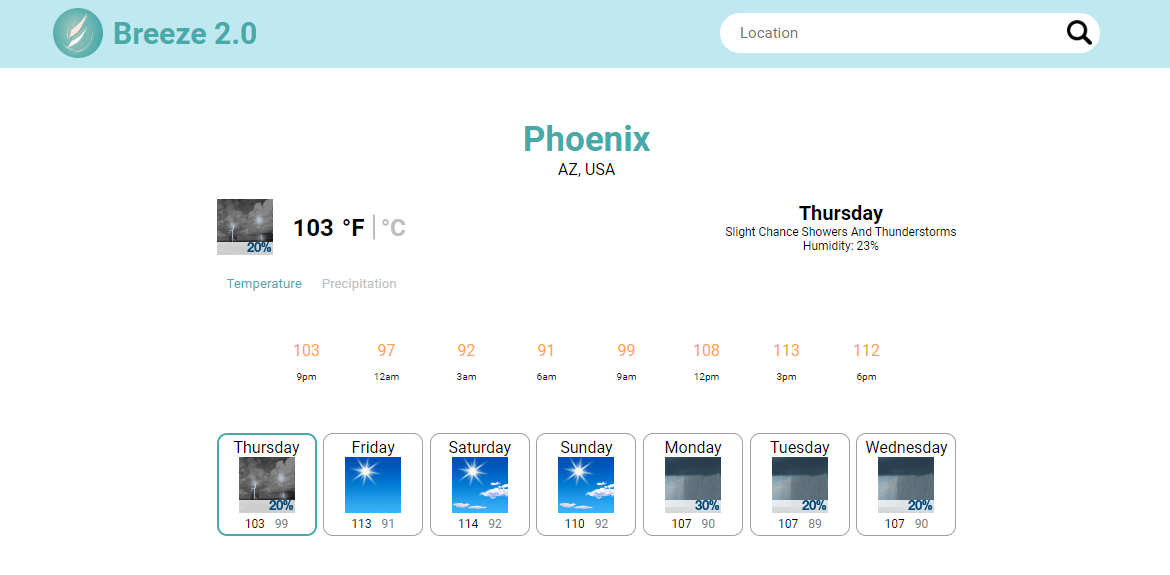 Breeze 2.0
Location
Phoenix
AZ, USA
20%
103 °F | °C
Thursday
Slight Chance Showers And Thunderstorms
Humidity: 23%
Temperature Precipitation
103 97 92 91 99 108 113 112
9pm 12am 3am 6am 9am 12pm 3pm 6pm
Thursday Friday Saturday Sunday Monday Tuesday Wednesday
20% 30% 20% 20%
103 99 113 91 114 92 110 92 107 90 107 89 107 90